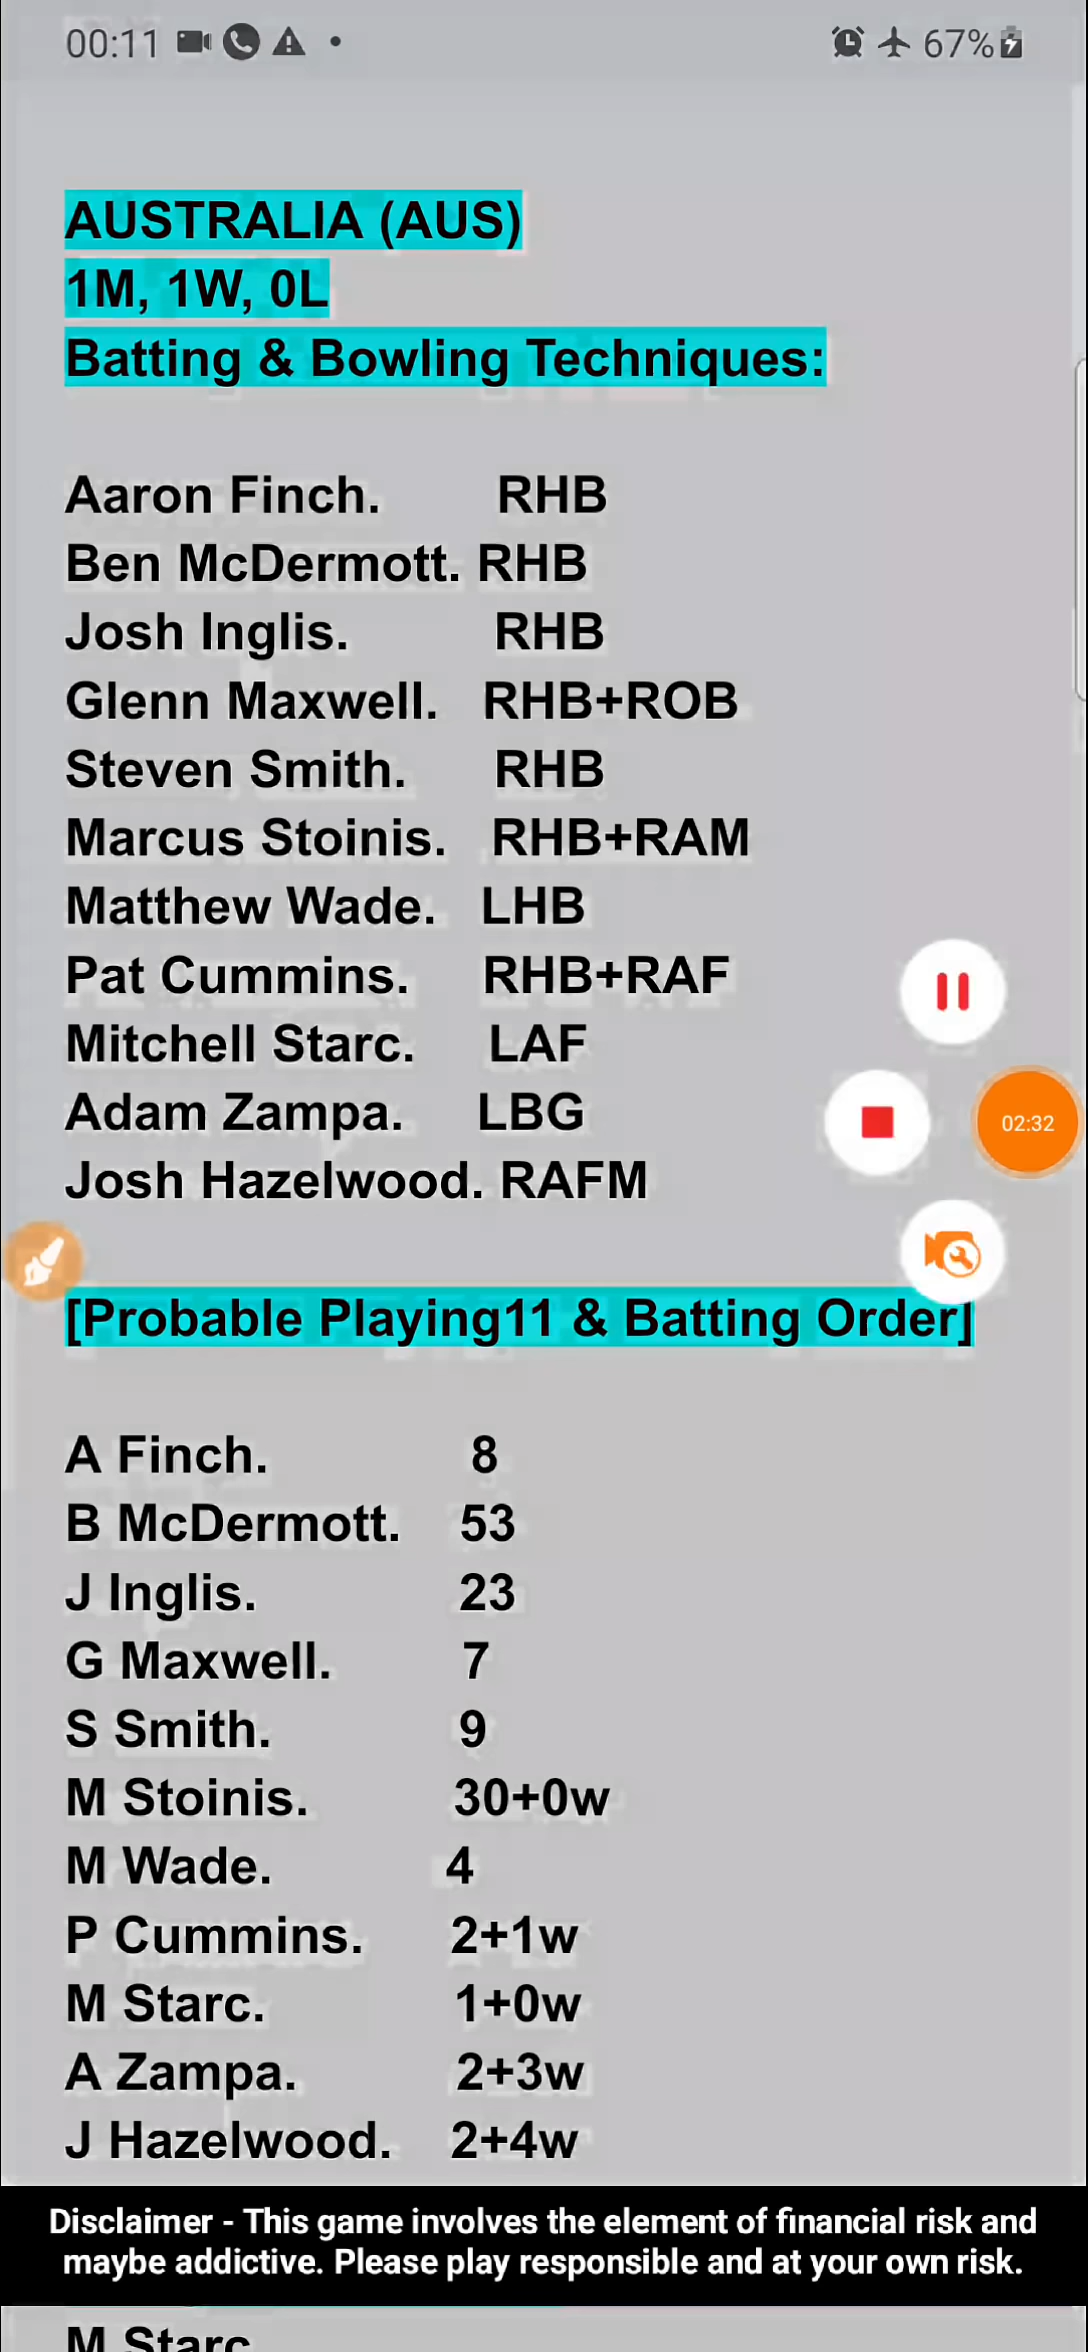 00:11
67%
AUSTRALIA (AUS)
1M, 1W, 0L
Batting & Bowling Techniques:
Aaron Finch. RHB
Ben McDermott. RHB
Josh Inglis. RHB
Glenn Maxwell. RHB+ROB
Steven Smith. RHB
Marcus Stoinis. RHB+RAM
Matthew Wade. LHB
Pat Cummins. RHB+RAF
Mitchell Starc. LAF
Adam Zampa. LBG
02:32
Josh Hazelwood. RAFM
[Probable Playing11 & Batting Order]
A Finch. 8
B McDermott. 53
J Inglis. 23
G Maxwell. 7
S Smith. 9
M Stoinis. 30+0w
M Wade. 4
P Cummins. 2+1w
M Starc. 1+0w
A Zampa. 2+3w
J Hazelwood. 2+4w
Disclaimer - This game involves the element of financial risk and
maybe addictive. Please play responsible and at your own risk.
M Starc